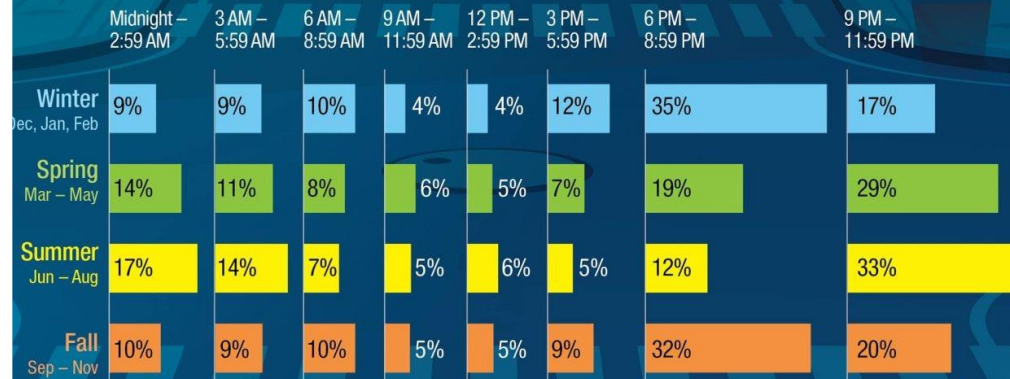 Midnight – 3 AM – 6 AM – 9 AM – 12 PM – 3 PM – 6 PM – 9 PM –
2:59 AM 5:59 AM 8:59 AM 11:59 AM 2:59 PM 5:59 PM 8:59 PM 11:59 PM
Winter 9% 9% 10% 4% 4% 12% 35% 17%
Dec, Jan, Feb
Spring
Mar – May 14% 11% 8% 6% 5% 7% 19% 29%
Summer
Jun – Aug 17% 14% 7% 5% 6% 5% 12% 33%
Fall 10% 9% 10% 5% 5% 9% 32% 20%
Sep – Nov